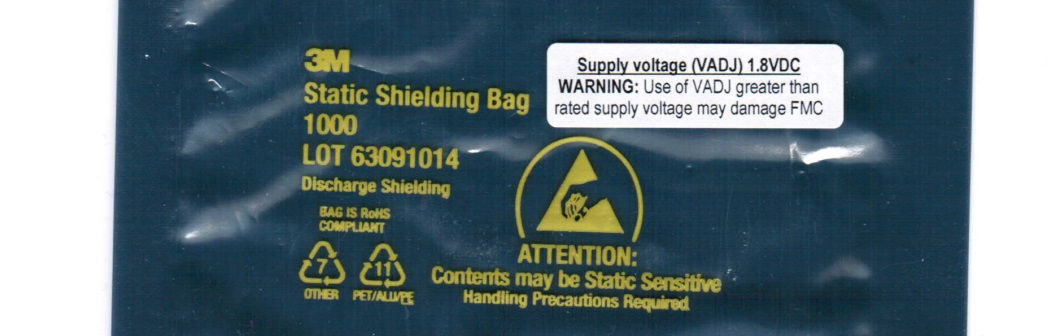 3M
Static Shielding Bag
1000
LOT 63091014
Discharge Shielding
BAG IS RoHS
COMPLIANT
7
OTHER
11
PET/ALU/PE
Supply voltage (VADJ) 1.8VDC
WARNING: Use of VADJ greater than
rated supply voltage may damage FMC
ATTENTION:
Contents may be Static Sensitive
Handling Precautions Required